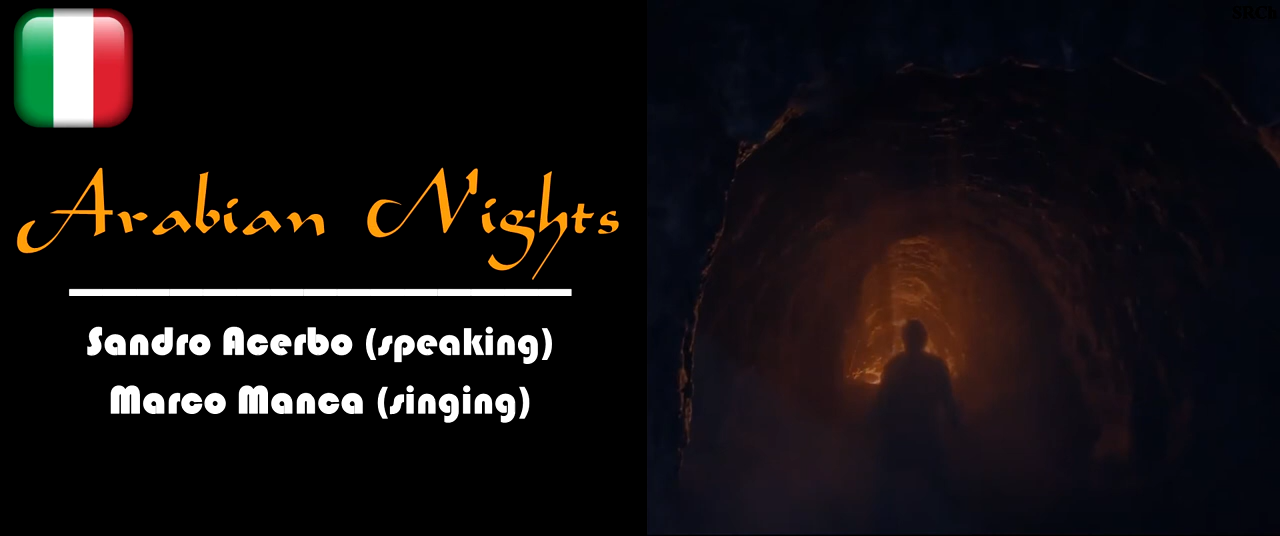 Arabian Nights
Sandro Acerbo (speaking)
Marco Manca (singing)